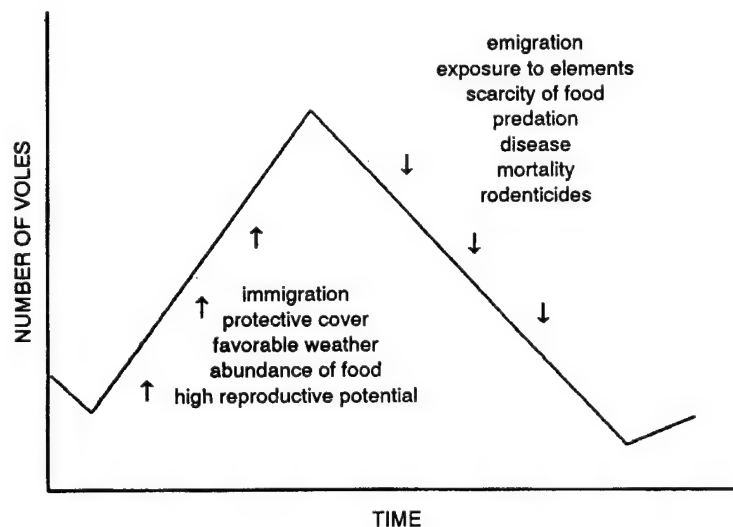 emigration
exposure to elements
scarcity of food
predation
disease
mortality
rodenticides
NUMBER OF VOLES
immigration
protective cover
favorable weather
abundance of food
high reproductive potential
TIME